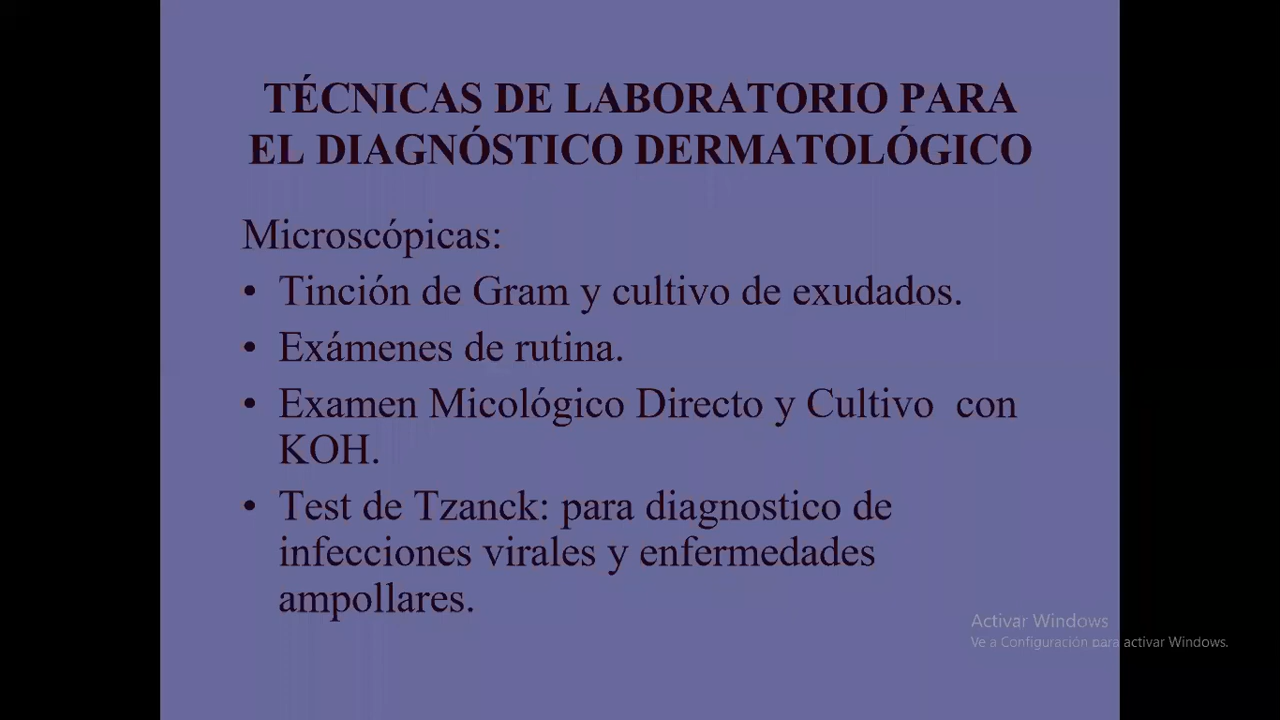 TÉCNICAS DE LABORATORIO PARA
EL DIAGNÓSTICO DERMATOLÓGICO
Microscópicas:
• Tinción de Gram y cultivo de exudados.
• Exámenes de rutina.
• Examen Micológico Directo y Cultivo  con
KOH.
• Test de Tzanck: para diagnostico de
infecciones virales y enfermedades
ampollares.
Activar Windows
Ve a Configuración para activar Windows.